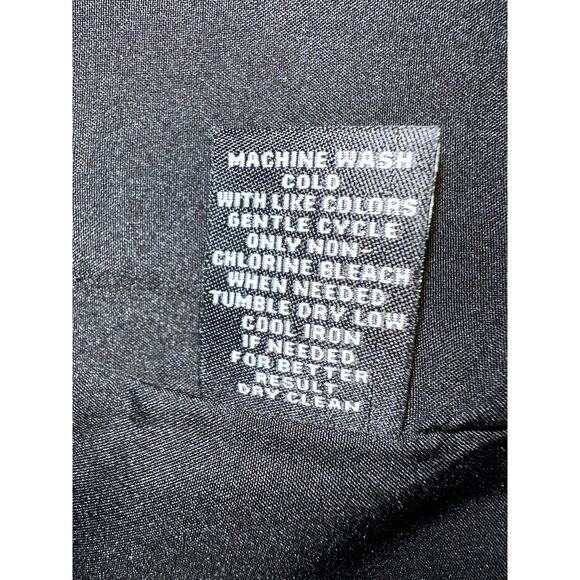 MACHINE WASH
COLD
WITH LIKE COLORS
GENTLE CYCLE
ONLY NON-
CHLORINE BLEACH
WHEN NEEDED
TUMBLE DRY, LOW
COOL IRON
IF NEEDED
FOR BETTER
RESULT
DRY CLEAN